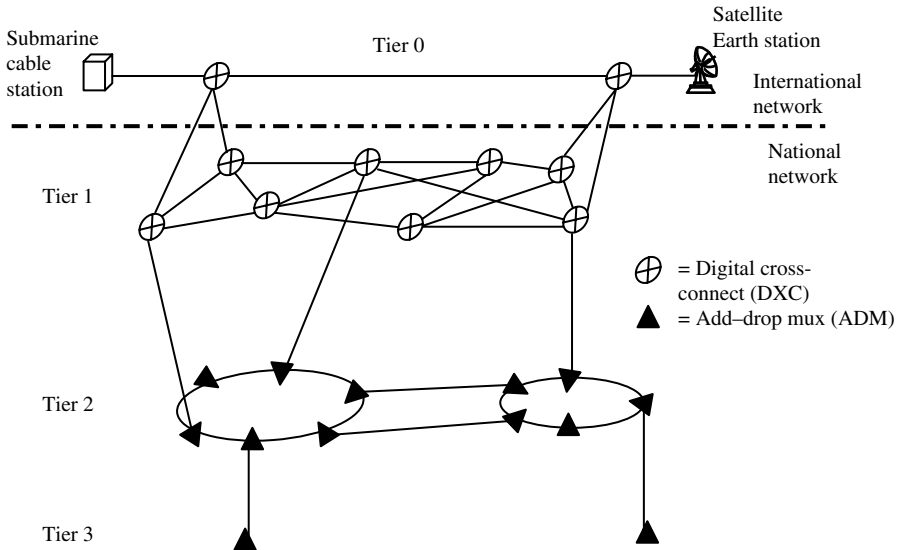 Submarine
cable
station
Tier 0
Satellite
Earth station
International
network
National
network
Tier 1
= Digital cross-
connect (DXC)
= Add–drop mux (ADM)
Tier 2
Tier 3